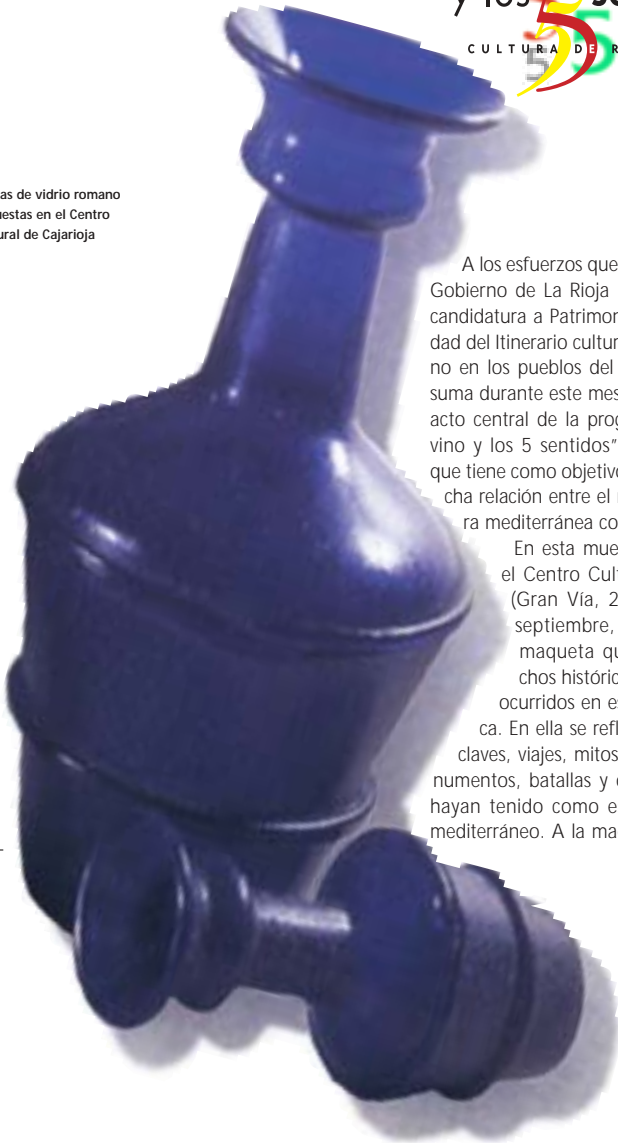 y los
5
CULTURA DE R
as de vidrio romano
uestas en el Centro
ural de Cajarioja
A los esfuerzos que
Gobierno de La Rioja
candidatura a Patrimon
dad del Itinerario cultur
no en los pueblos del
suma durante este mes
acto central de la prog
vino y los 5 sentidos"
que tiene como objetivo
cha relación entre el
ra mediterránea co
En esta mue
el Centro Cult
(Gran Vía, 2
septiembre,
maqueta qu
chos históric
ocurridos en e
ca. En ella se refl
claves, viajes, mitos
numentos, batallas y
hayan tenido como e
mediterráneo. A la ma